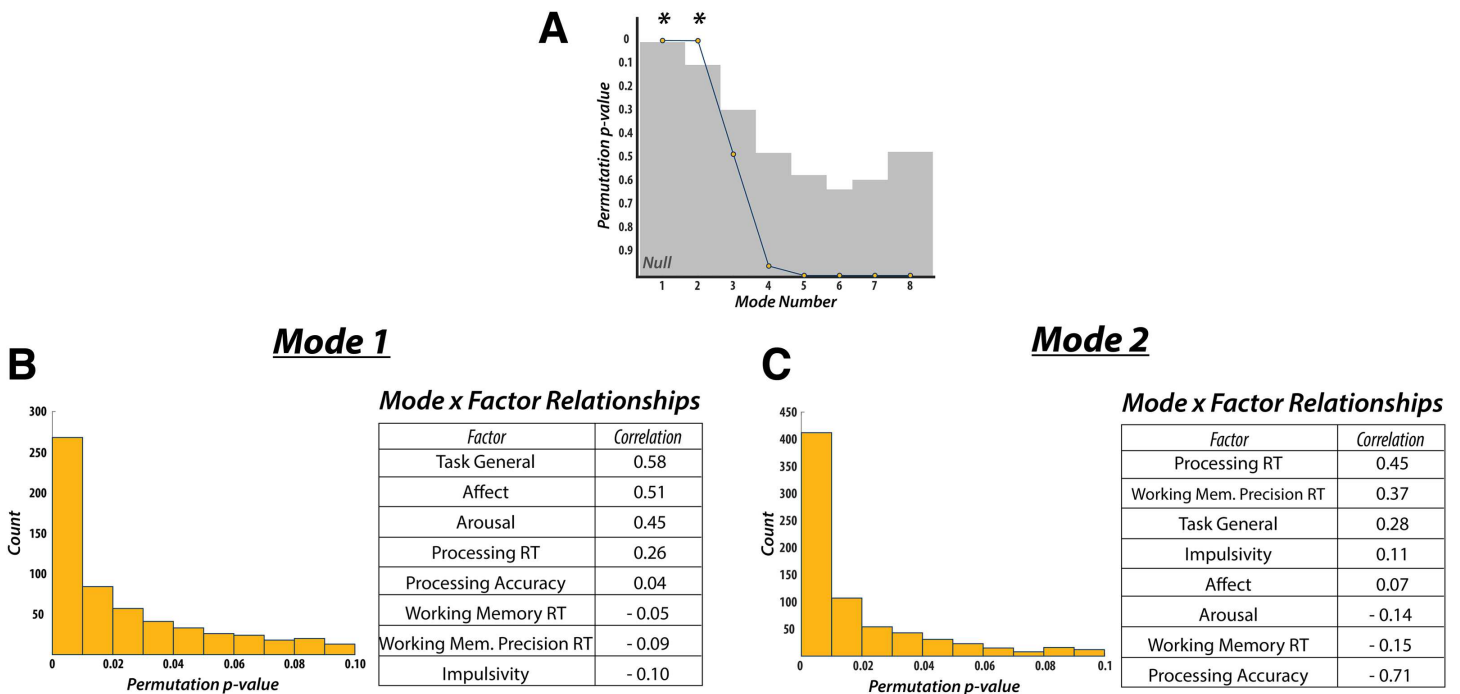 A
* *
Permutation p-value
0
0.1
0.2
0.3
0.4
0.5
0.6
0.7
0.8
0.9
Null
1 2 3 4 5 6 7 8
Mode Number
Mode 1
B
Count
300
250
200
150
100
50
0 0.02 0.04 0.06 0.08 0.10
Permutation p-value
Mode x Factor Relationships
Factor Correlation
Task General 0.58
Affect 0.51
Arousal 0.45
Processing RT 0.26
Processing Accuracy 0.04
Working Memory RT - 0.05
Working Mem. Precision RT - 0.09
Impulsivity - 0.10
Mode 2
C
Count
450
400
350
300
250
200
150
100
50
0 0.02 0.04 0.06 0.08 0.1
Permutation p-value
Mode x Factor Relationships
Factor Correlation
Processing RT 0.45
Working Mem. Precision RT 0.37
Task General 0.28
Impulsivity 0.11
Affect 0.07
Arousal - 0.14
Working Memory RT - 0.15
Processing Accuracy - 0.71